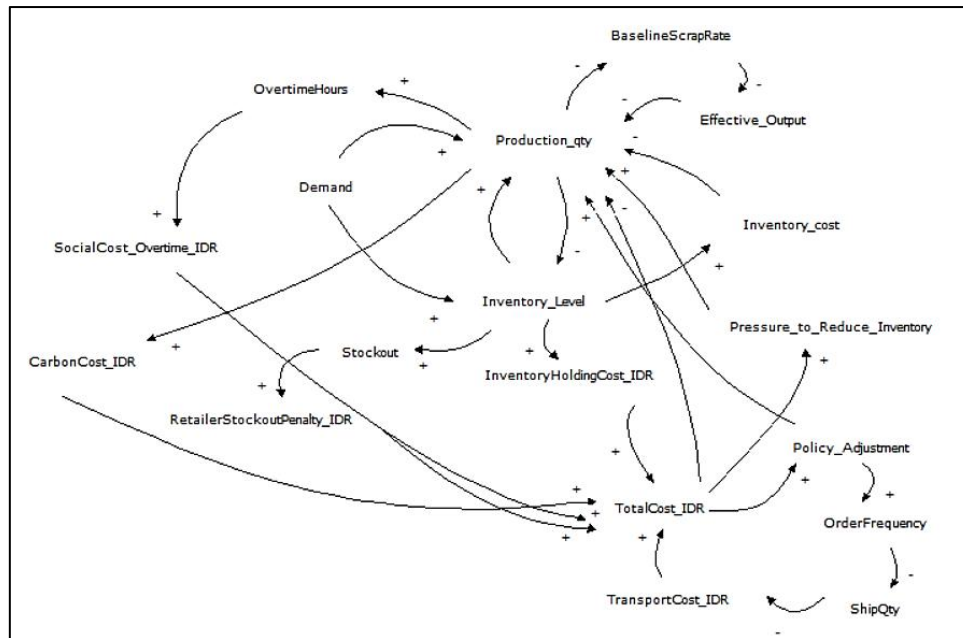 BaselineScrapRate
-
-
+
OvertimeHours
+
-
Effective_Output
-
+
Production_qty
Demand
+
+
+
-
Inventory_cost
+
SocialCost_Overtime_IDR
-
+
Inventory_Level
+
Pressure_to_Reduce_Inventory
+
Stockout
+
+
CarbonCost_IDR
+
InventoryHoldingCost_IDR
+
RetailerStockoutPenalty_IDR
+
Policy_Adjustment
+
+
+
TotalCost_IDR
+
+
+
OrderFrequency
-
TransportCost_IDR
-
ShipQty